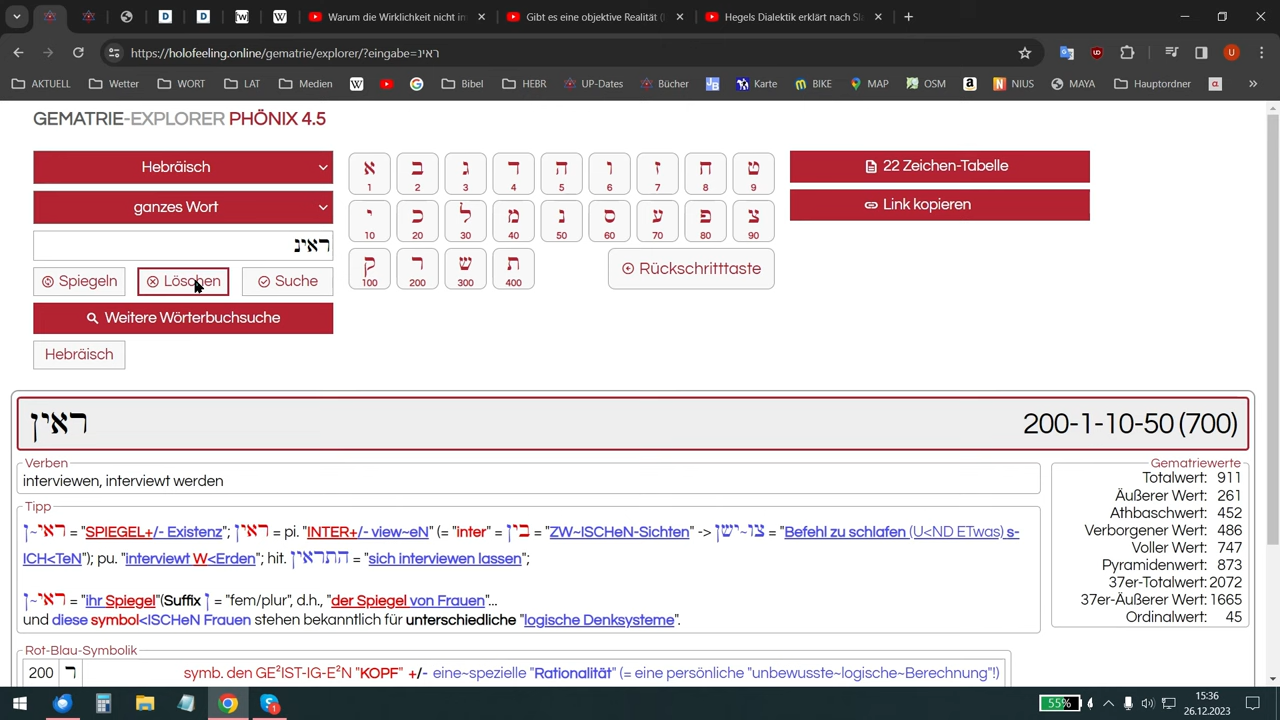 Warum die Wirklichkeit nicht in
Gibt es eine objektive Realität (
Hegels Dialektik erklärt nach Sl
https://holofeeling.online/gematrie/explorer/?eingabe=ראינ
AKTUELL Wetter WORT LAT Medien Bibel HEBR UP-Dates Bücher Karte BIKE MAP OSM NIUS MAYA Hauptordner
GEMATRIE-EXPLORER PHÖNIX 4.5
Hebräisch
ganzes Wort
ראינ
Spiegeln Löschen Suche
Weitere Wörterbuchsuche
Hebräisch
א ב ג ד ה ו ז ח ט
1 2 3 4 5 6 7 8 9
י כ ל מ נ ס ע פ צ
10 20 30 40 50 60 70 80 90
ק ר ש ת
100 200 300 400
Rückschritttaste
22 Zeichen-Tabelle
Link kopieren
ראין 200-1-10-50 (700)
Verben
interviewen, interviewt werden
Tipp
ראי~ן = "SPIEGEL+/- Existenz"; ראין = pi. "INTER+/- view~eN" (= "inter" = בין = "ZW~ISCHeN-Sichten" -> צו~ישן = "Befehl zu schlafen (U<ND ETwas) s-
ICH<TeN"); pu. "interviewt W<Erden"; hit. התראין = "sich interviewen lassen";
ראי~ן = "ihr Spiegel"(Suffix ן = "fem/plur", d.h., "der Spiegel von Frauen"...
und diese symbol<ISCHeN Frauen stehen bekanntlich für unterschiedliche "logische Denksysteme".
Gematriewerte
Totalwert: 911
Äußerer Wert: 261
Athbaschwert: 452
Verborgener Wert: 486
Voller Wert: 747
Pyramidenwert: 873
37er-Totalwert: 2072
37er-Äußerer Wert: 1665
Ordinalwert: 45
Rot-Blau-Symbolik
200 ר symb. den GE²IST-IG-E²N "KOPF" +/- eine~spezielle "Rationalität" (= eine persönliche "unbewusste~logische~Berechnung"!)
55% 15:36
26.12.2023